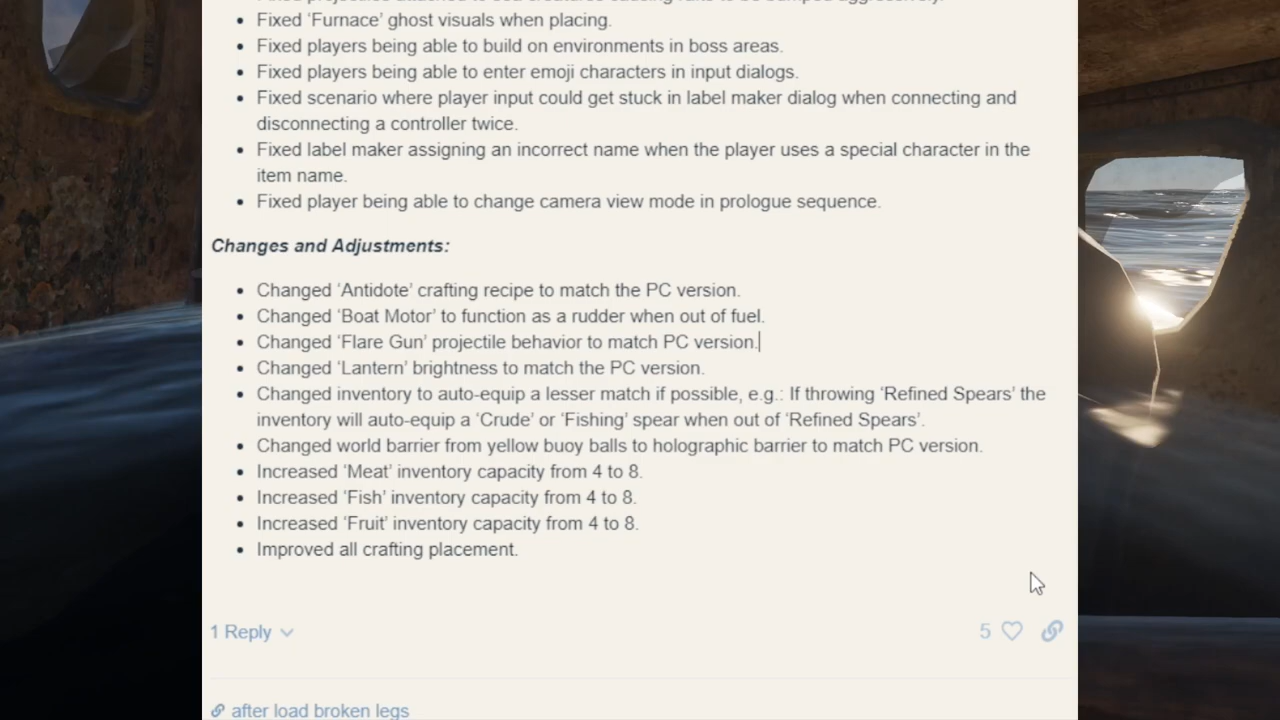 Fixed 'Furnace' ghost visuals when placing.
Fixed players being able to build on environments in boss areas.
Fixed players being able to enter emoji characters in input dialogs.
Fixed scenario where player input could get stuck in label maker dialog when connecting and
disconnecting a controller twice.
Fixed label maker assigning an incorrect name when the player uses a special character in the
item name.
Fixed player being able to change camera view mode in prologue sequence.
Changes and Adjustments:
Changed ‘Antidote’ crafting recipe to match the PC version.
Changed ‘Boat Motor’ to function as a rudder when out of fuel.
Changed ‘Flare Gun’ projectile behavior to match PC version.
Changed ‘Lantern’ brightness to match the PC version.
Changed inventory to auto-equip a lesser match if possible, e.g.: If throwing ‘Refined Spears’ the
inventory will auto-equip a ‘Crude’ or ‘Fishing’ spear when out of ‘Refined Spears’.
Changed world barrier from yellow buoy balls to holographic barrier to match PC version.
Increased ‘Meat’ inventory capacity from 4 to 8.
Increased ‘Fish’ inventory capacity from 4 to 8.
Increased ‘Fruit’ inventory capacity from 4 to 8.
Improved all crafting placement.
1 Reply
5
after load broken legs